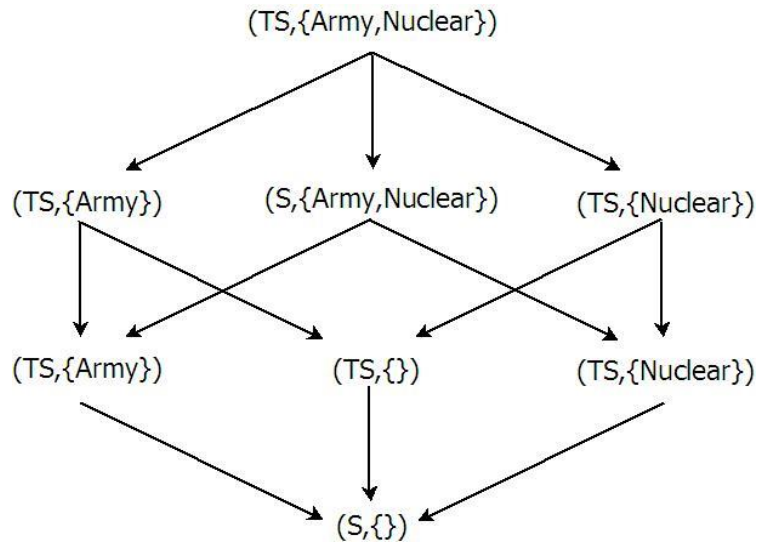 (TS,{Army,Nuclear})
(TS,{Army})
(S,{Army,Nuclear})
(TS,{Nuclear})
(TS,{Army})
(TS,{})
(TS,{Nuclear})
(S,{})